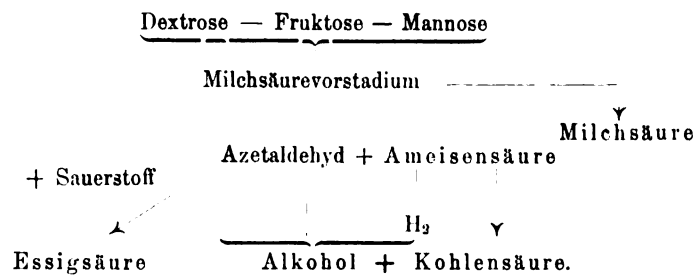 Dextrose — Fruktose — Mannose
Milchsäurevorstadium
Milchsäure
Azetaldehyd + Ameisensäure
+ Sauerstoff
H₂
Essigsäure Alkohol + Kohlensäure.